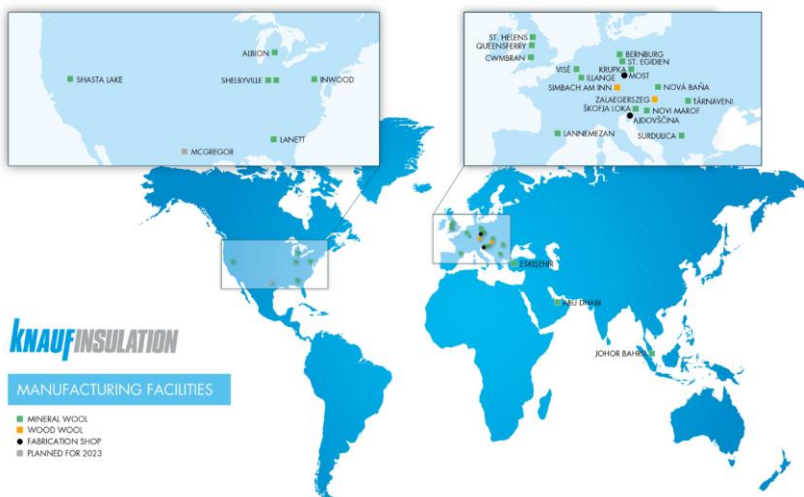 ALBION
SHASTA LAKE
SHELBYVILLE
INWOOD
LANETT
MCGREGOR
ST. HELENS
QUEENSFERRY
CWMBRAN
BERNBURG
ST. EGIDIEN
VISÉ
KRUPKA
ILLANGE
MOST
SIMBACH AM INN
NOVÁ BAŇA
ZALAEGERSZEG
TÂRNAVENI
ŠKOFJA LOKA
NOVI MAROF
AJDOVŠČINA
LANNEMEZAN
SURDULICA
ESKIŞEHIR
ABU DHABI
JOHOR BAHRU
KNAUFINSULATION
MANUFACTURING FACILITIES
MINERAL WOOL
WOOD WOOL
FABRICATION SHOP
PLANNED FOR 2023